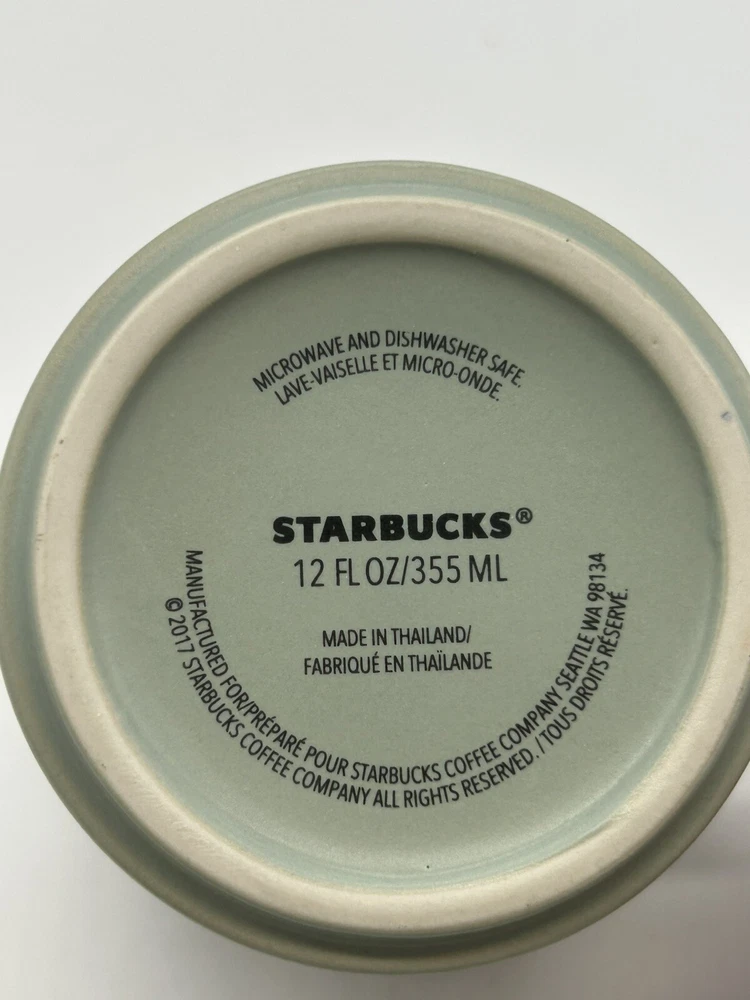 MICROWAVE AND DISHWASHER SAFE.
LAVE-VAISELLE ET MICRO-ONDE.
STARBUCKS®
12 FL OZ/355 ML
MADE IN THAILAND/
FABRIQUÉ EN THAÏLANDE
MANUFACTURED FOR/PRÉPARÉ POUR STARBUCKS COFFEE COMPANY SEATTLE WA 98134
© 2017 STARBUCKS COFFEE COMPANY ALL RIGHTS RESERVED. / TOUS DROITS RÉSERVÉ.